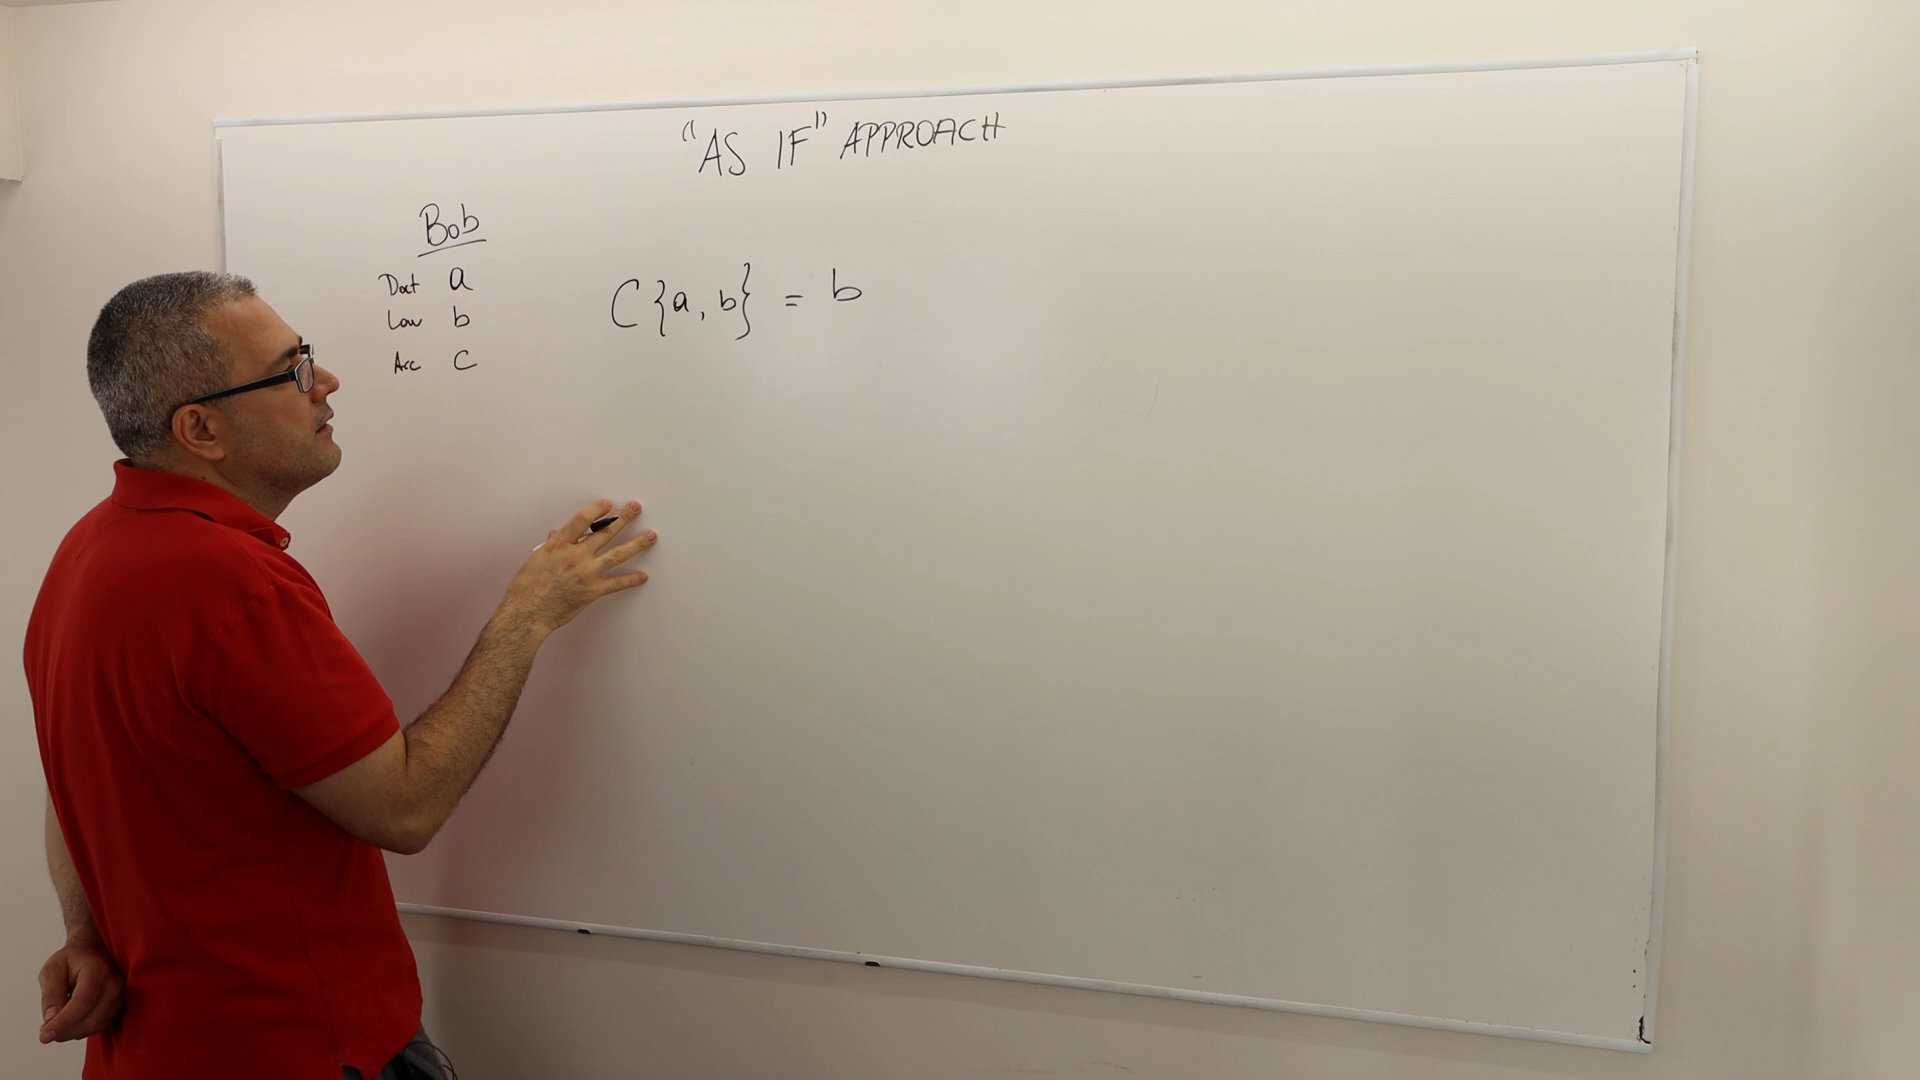 "AS IF" APPROACH
Bob
Doct a
Law b
Acc c
C{a, b} = b